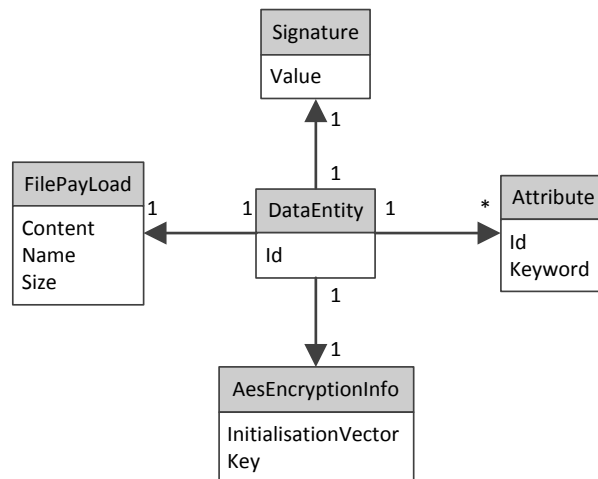 Signature
Value
1
1
FilePayLoad
Content
Name
Size
1
1
DataEntity
Id
1
*
Attribute
Id
Keyword
1
1
AesEncryptionInfo
InitialisationVector
Key